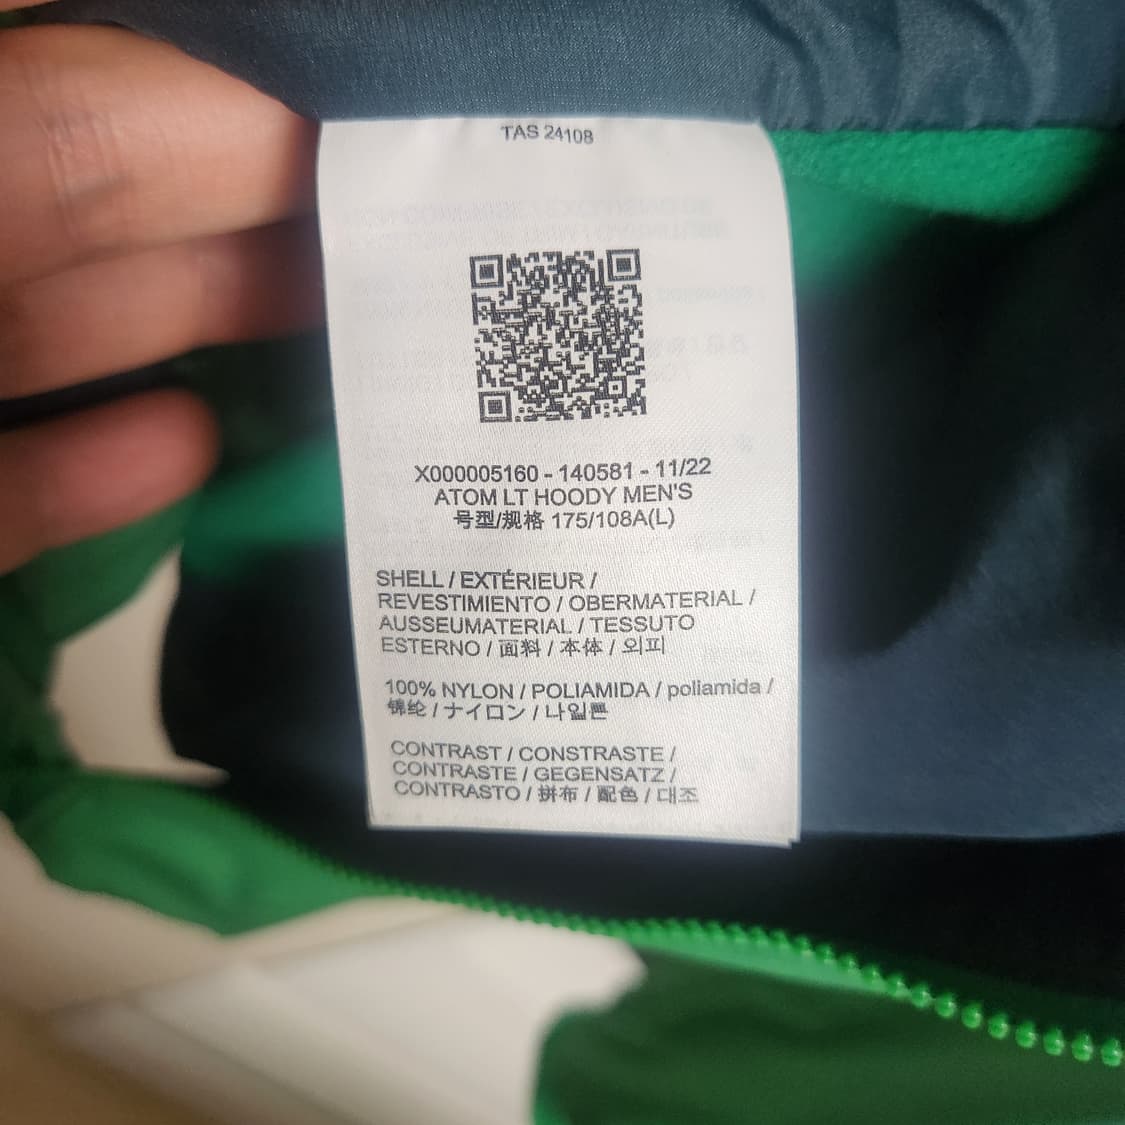 TAS 24108
X000005160 - 140581 - 11/22
ATOM LT HOODY MEN'S
号型/规格 175/108A(L)
SHELL / EXTÉRIEUR /
REVESTIMIENTO / OBERMATERIAL /
AUSSEUMATERIAL / TESSUTO
ESTERNO / 面料 / 本体 / 외피
100% NYLON / POLIAMIDA / poliamida /
锦纶 / ナイロン / 나일론
CONTRAST / CONSTRASTE /
CONTRASTE / GEGENSATZ /
CONTRASTO / 拼布 / 配色 / 대조